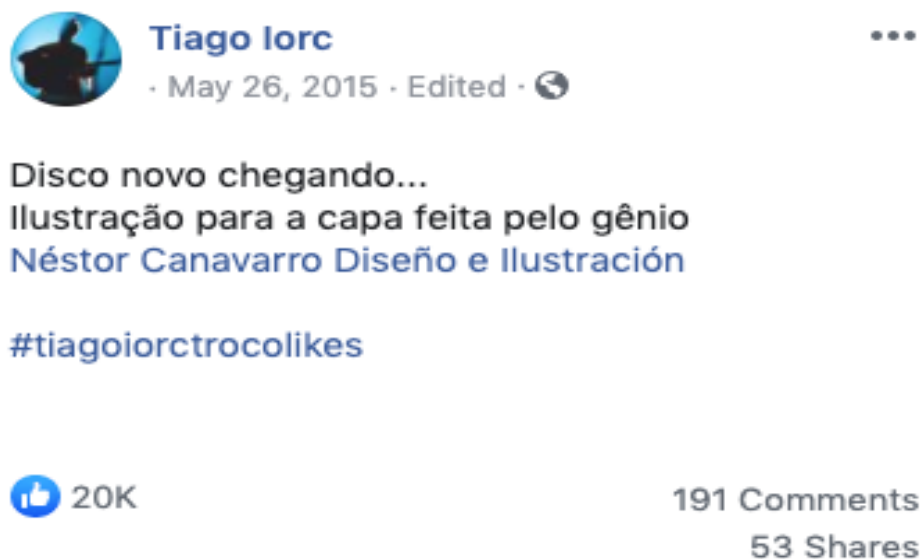 Tiago Iorc
· May 26, 2015 · Edited ·
Disco novo chegando...
Ilustração para a capa feita pelo gênio
Néstor Canavarro Diseño e Ilustración
#tiagoiorctrocolikes
20K
191 Comments
53 Shares